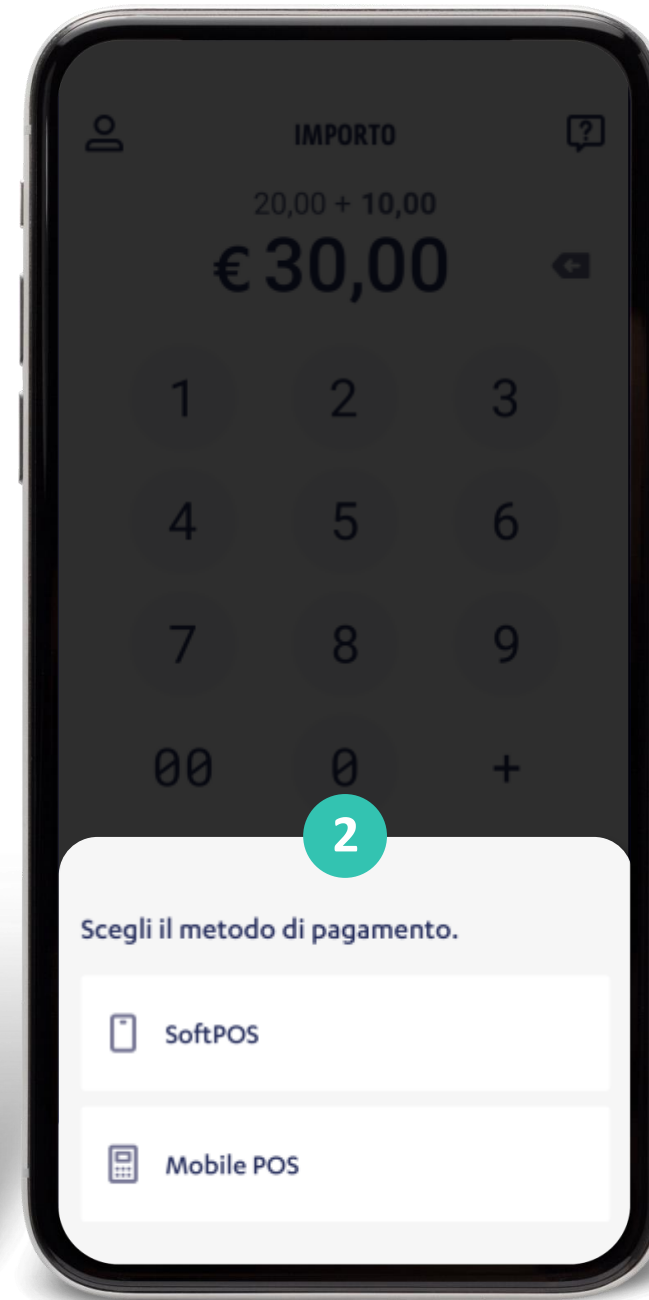 IMPORTO
?
20,00 + 10,00
€ 30,00
1 2 3
4 5 6
7 8 9
00 0 +
2
Scegli il metodo di pagamento.
SoftPOS
Mobile POS